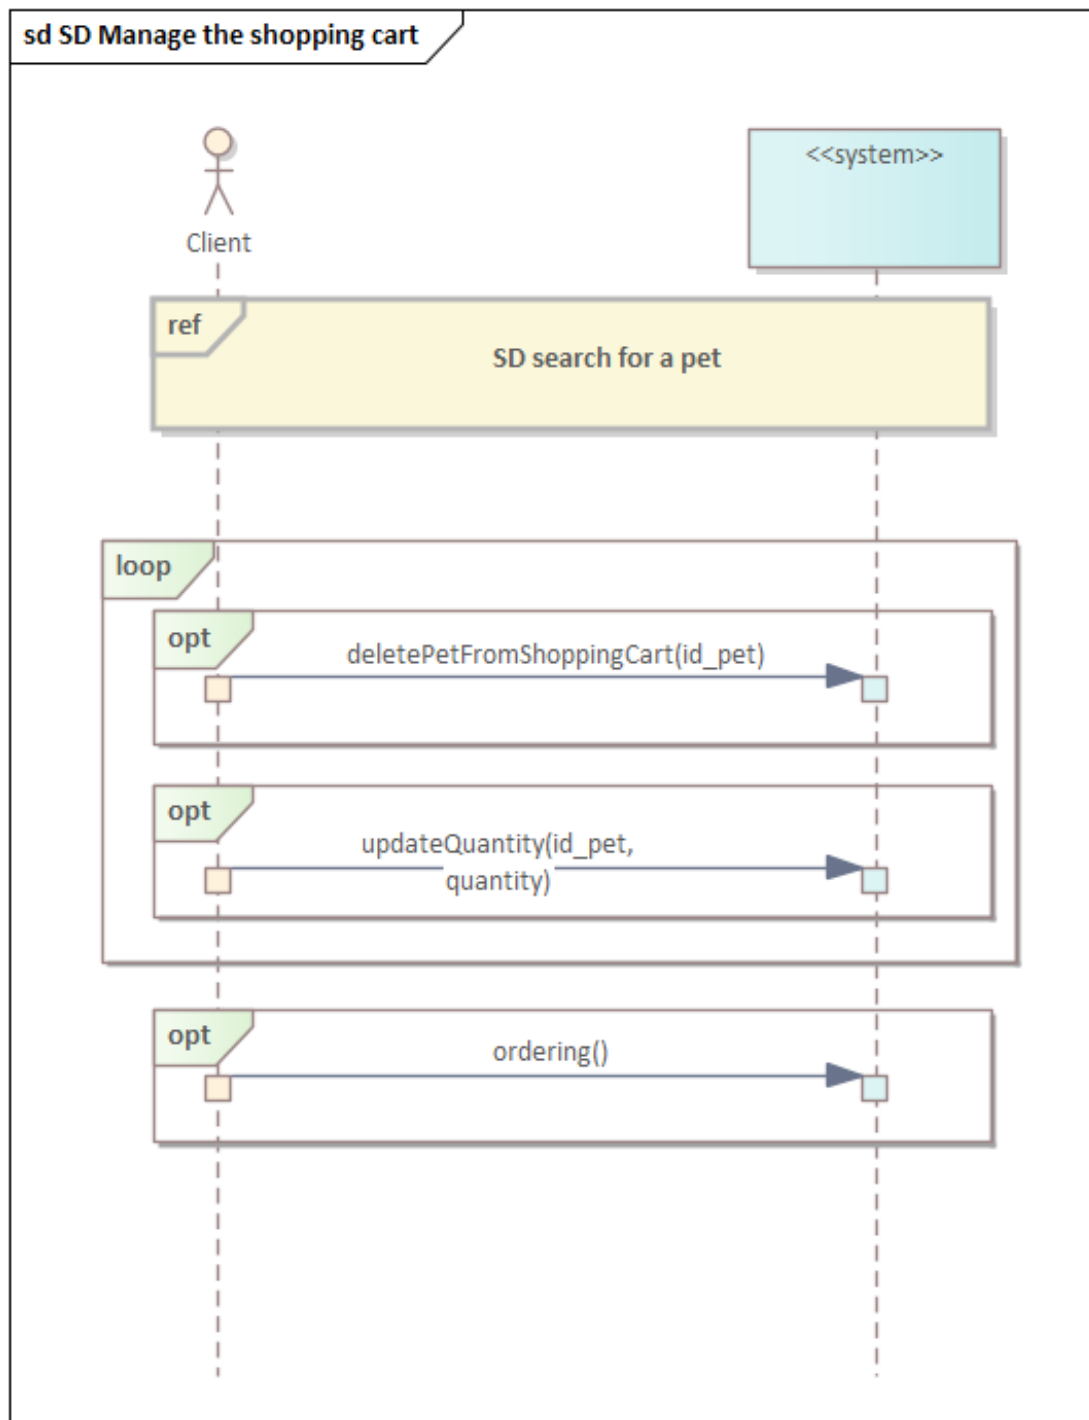 sd SD Manage the shopping cart
<<system>>
Client
ref
SD search for a pet
loop
opt
deletePetFromShoppingCart(id_pet)
opt
updateQuantity(id_pet,
quantity)
opt
ordering()